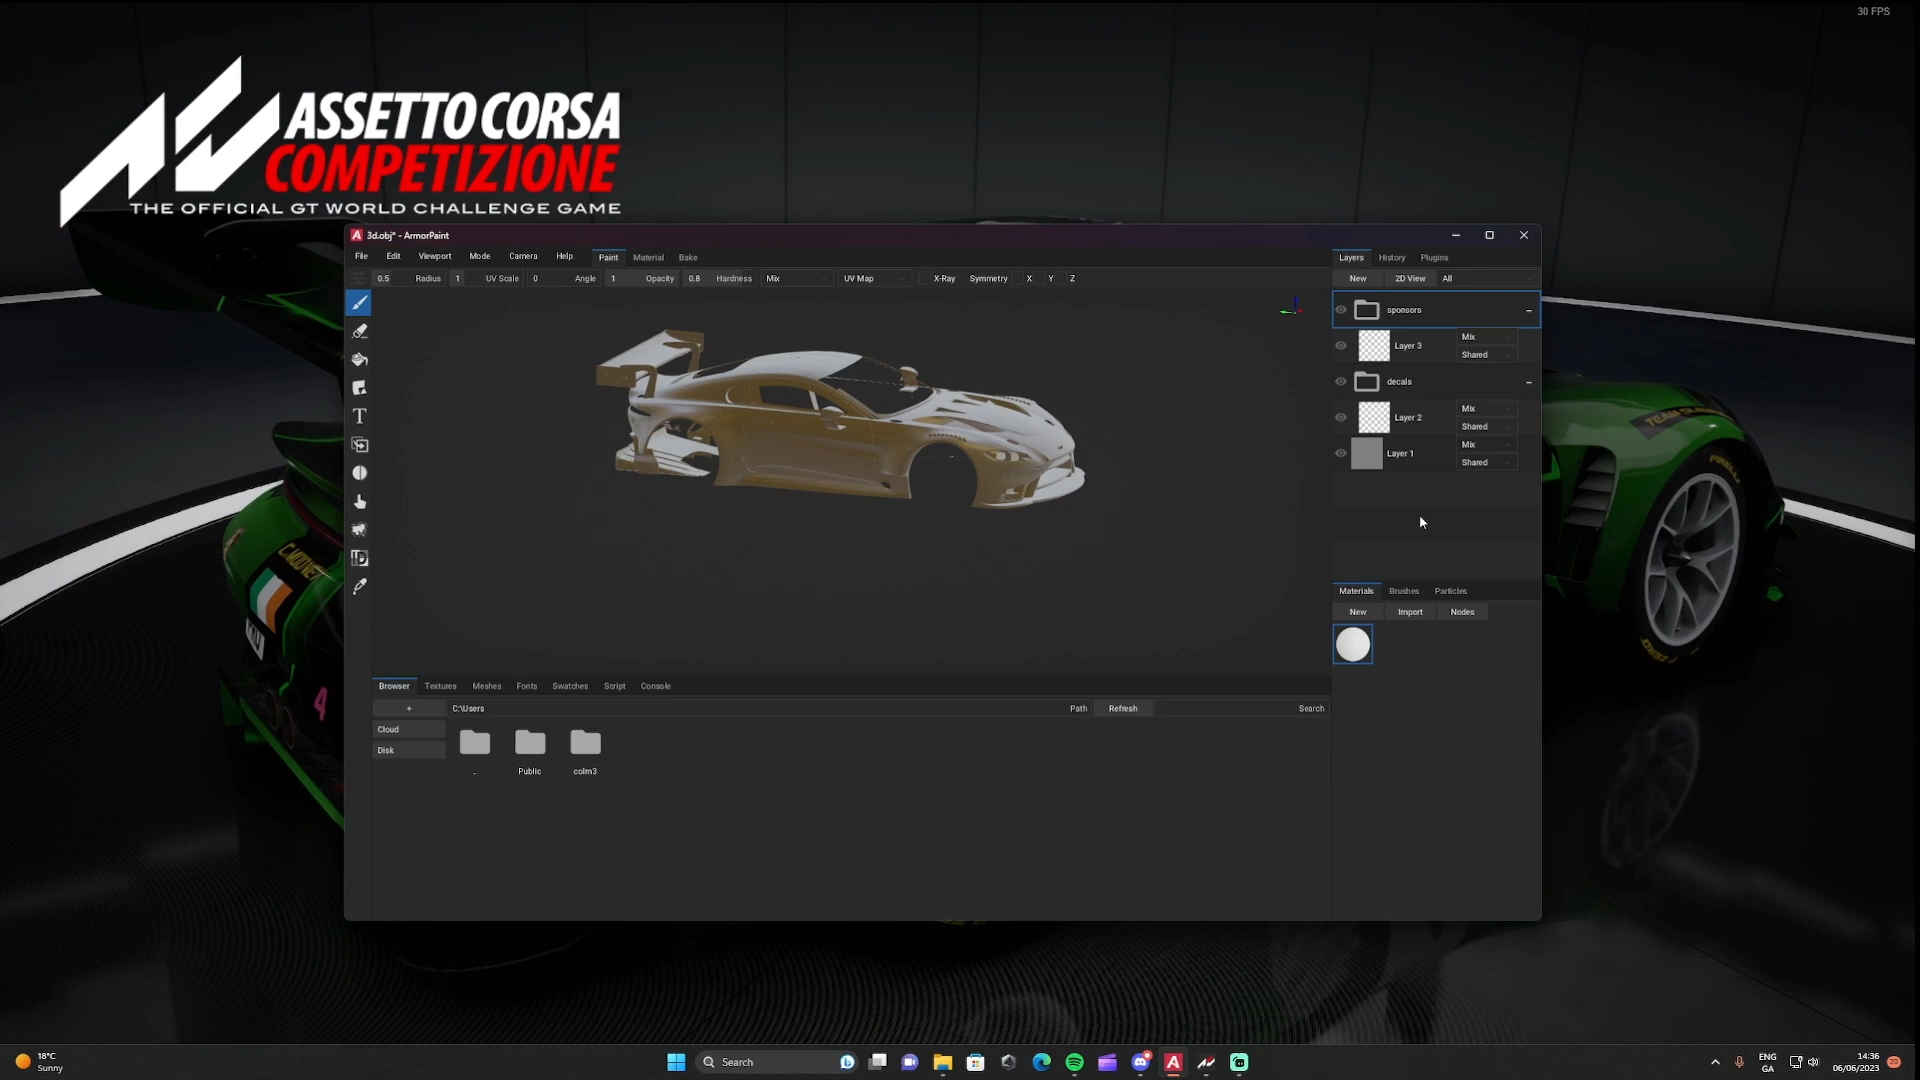 30 FPS
ASSETTO CORSA
COMPETIZIONE
THE OFFICIAL GT WORLD CHALLENGE GAME
3d.obj* - ArmorPaint
File Edit Viewport Mode Camera Help Paint Material Bake
0.5 Radius 1 UV Scale 0 Angle 1 Opacity 0.8 Hardness Mix UV Map X-Ray Symmetry X Y Z
Layers History Plugins
New 2D View All
sponsors
Layer 3 Mix
Shared
decals
Layer 2 Mix
Shared
Layer 1 Mix
Shared
PIRELLI
P ZERO
4
Materials Brushes Particles
New Import Nodes
Browser Textures Meshes Fonts Swatches Script Console
+ C:\Users Path Refresh Search
Cloud
Disk
.. Public colm3
18°C
Sunny
Search
ENG
GA
14:36
06/06/2023
20